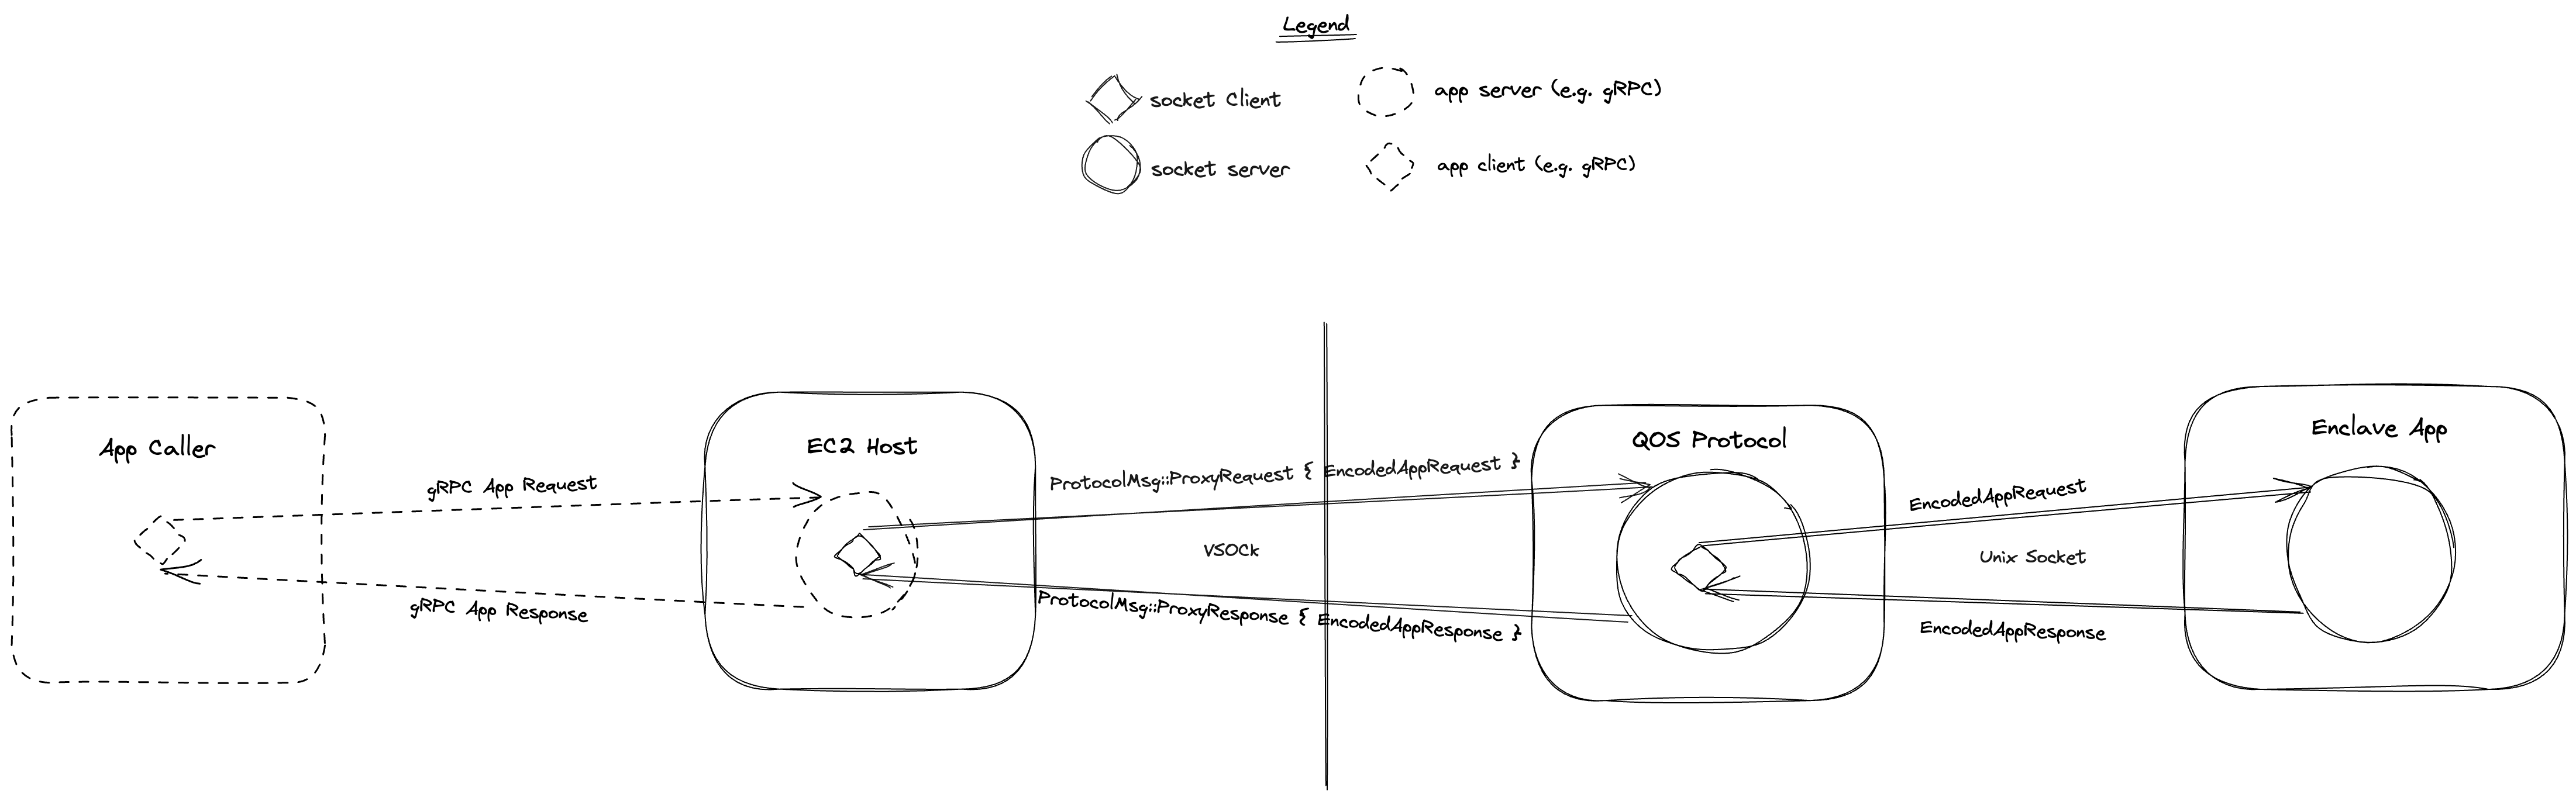 Legend
socket Client
app server (e.g. gRPC)
socket server
app client (e.g. gRPC)
App Caller
gRPC App Request
gRPC App Response
EC2 Host
ProtocolMsg::ProxyRequest { EncodedAppRequest }
VSOCk
ProtocolMsg::ProxyResponse { EncodedAppResponse }
QOS Protocol
EncodedAppRequest
Unix Socket
EncodedAppResponse
Enclave App